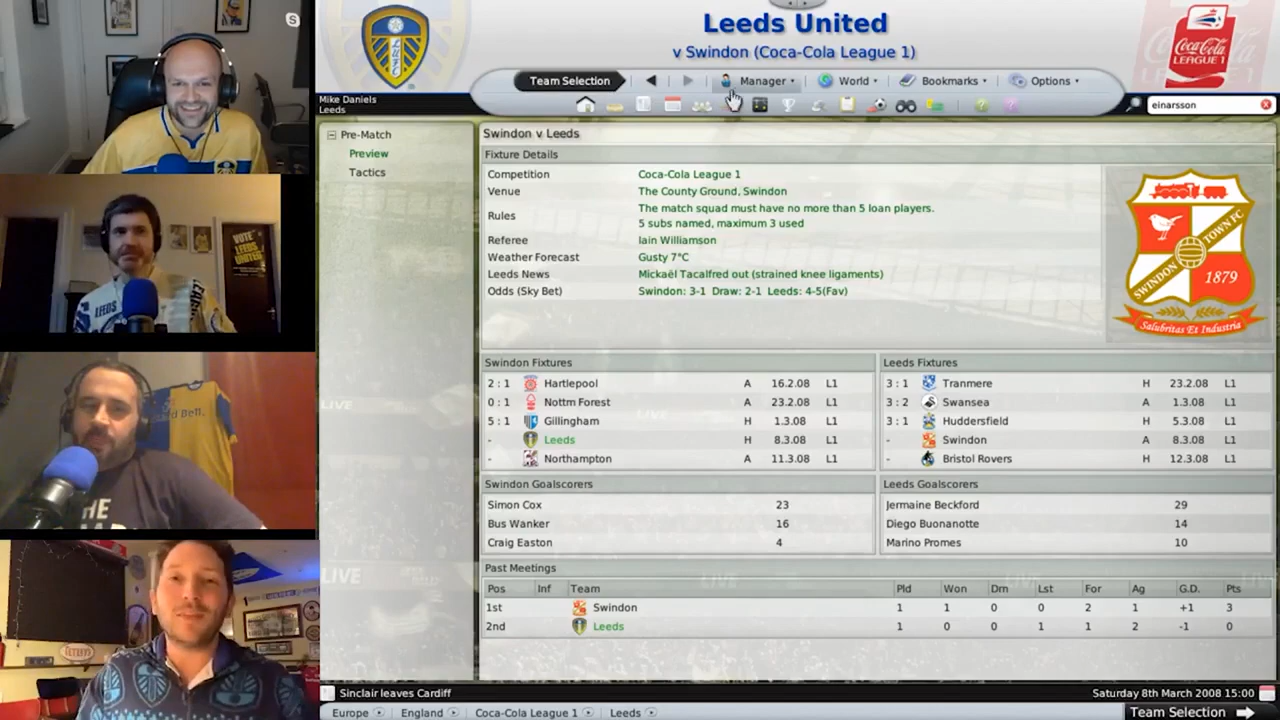 Leeds United
v Swindon (Coca-Cola League 1)
Coca-Cola
LEAGUE 1
Team Selection
Manager
World
Bookmarks
Options
Mike Daniels
Leeds
einarsson
Pre-Match
Preview
Tactics
Swindon v Leeds
Fixture Details
Competition Coca-Cola League 1
Venue The County Ground, Swindon
Rules The match squad must have no more than 5 loan players.
5 subs named, maximum 3 used
Referee Iain Williamson
Weather Forecast Gusty 7°C
Leeds News Mickaël Tacalfred out (strained knee ligaments)
Odds (Sky Bet) Swindon: 3-1 Draw: 2-1 Leeds: 4-5(Fav)
SWINDON TOWN FC
1879
Salubritas Et Industria
Swindon Fixtures
2 : 1 Hartlepool A 16.2.08 L1
0 : 1 Nottm Forest A 23.2.08 L1
5 : 1 Gillingham H 1.3.08 L1
- Leeds H 8.3.08 L1
- Northampton A 11.3.08 L1
Leeds Fixtures
3 : 1 Tranmere H 23.2.08 L1
3 : 2 Swansea A 1.3.08 L1
3 : 1 Huddersfield H 5.3.08 L1
- Swindon A 8.3.08 L1
- Bristol Rovers H 12.3.08 L1
Swindon Goalscorers
Simon Cox 23
Bus Wanker 16
Craig Easton 4
Leeds Goalscorers
Jermaine Beckford 29
Diego Buonanotte 14
Marino Promes 10
Past Meetings
Pos Inf Team Pld Won Drn Lst For Ag G.D. Pts
1st Swindon 1 1 0 0 2 1 +1 3
2nd Leeds 1 0 0 1 1 2 -1 0
Sinclair leaves Cardiff
Saturday 8th March 2008 15:00
Europe
England
Coca-Cola League 1
Leeds
Team Selection
VOTE
LEEDS
UNITED
LEEDS
THE
TETLEY'S
LIVE